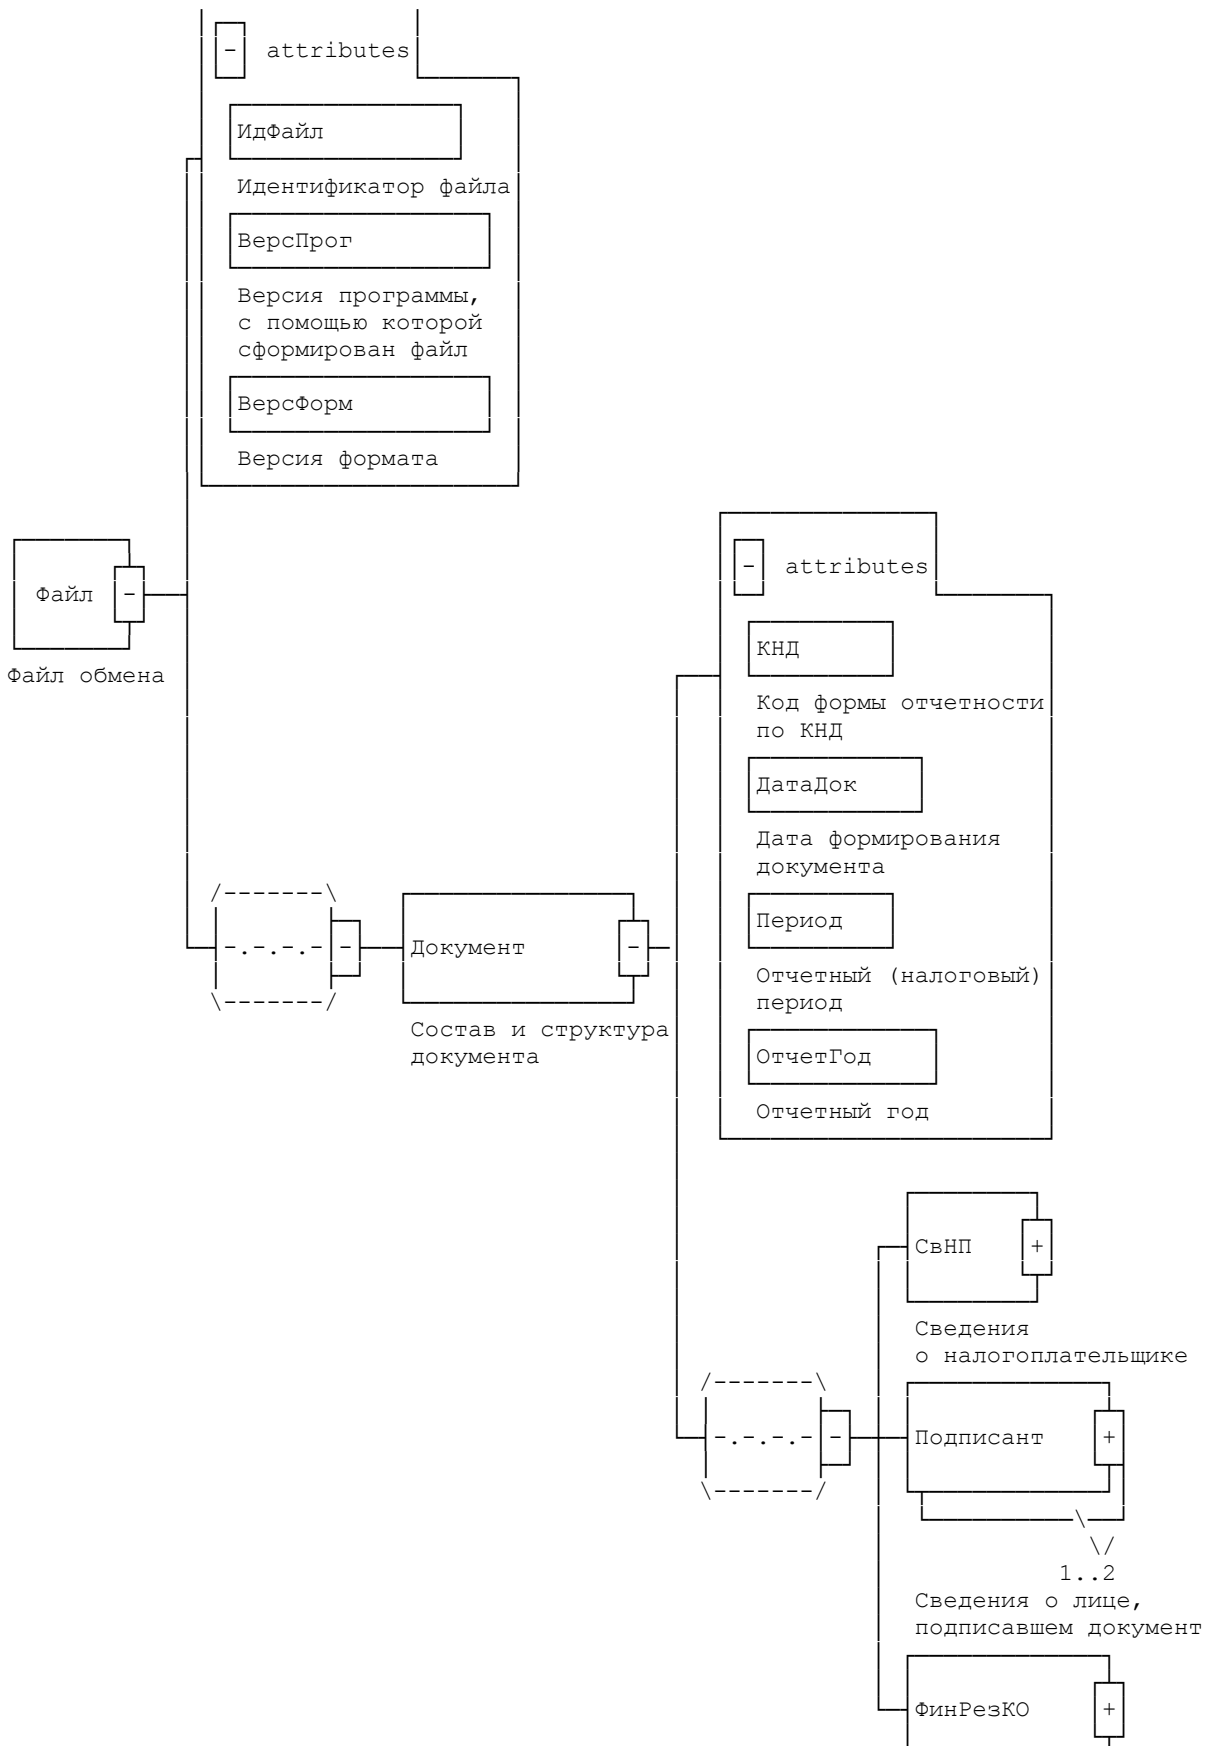 - attributes
ИдФайл
Идентификатор файла
ВерсПрог
Версия программы,
с помощью которой
сформирован файл
ВерсФорм
Версия формата
Файл -
Файл обмена
- attributes
КНД
Код формы отчетности
по КНД
ДатаДок
Дата формирования
документа
Период
Отчетный (налоговый)
период
ОтчетГод
Отчетный год
/-------\
-.-.-.- -
\-------/
Документ -
Состав и структура
документа
СвНП +
Сведения
о налогоплательщике
/-------\
-.-.-.- -
\-------/
Подписант +
\
\/
1..2
Сведения о лице,
подписавшем документ
ФинРезКО +